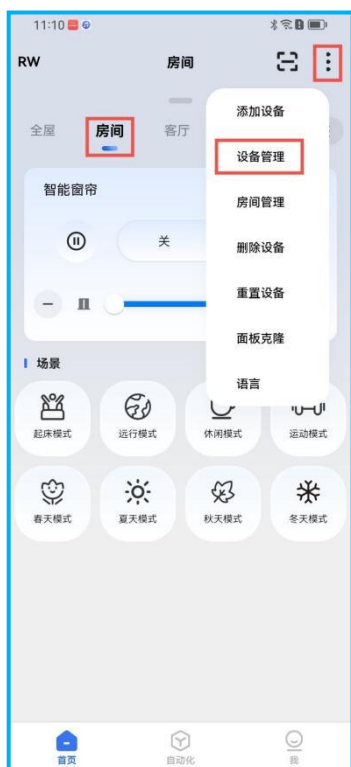 11:10
RW 房间
全屋 房间 客厅
添加设备
设备管理
房间管理
删除设备
重置设备
面板克隆
语言
智能窗帘
关
场景
起床模式 远行模式 休闲模式 运动模式
春天模式 夏天模式 秋天模式 冬天模式
首页 自动化 我